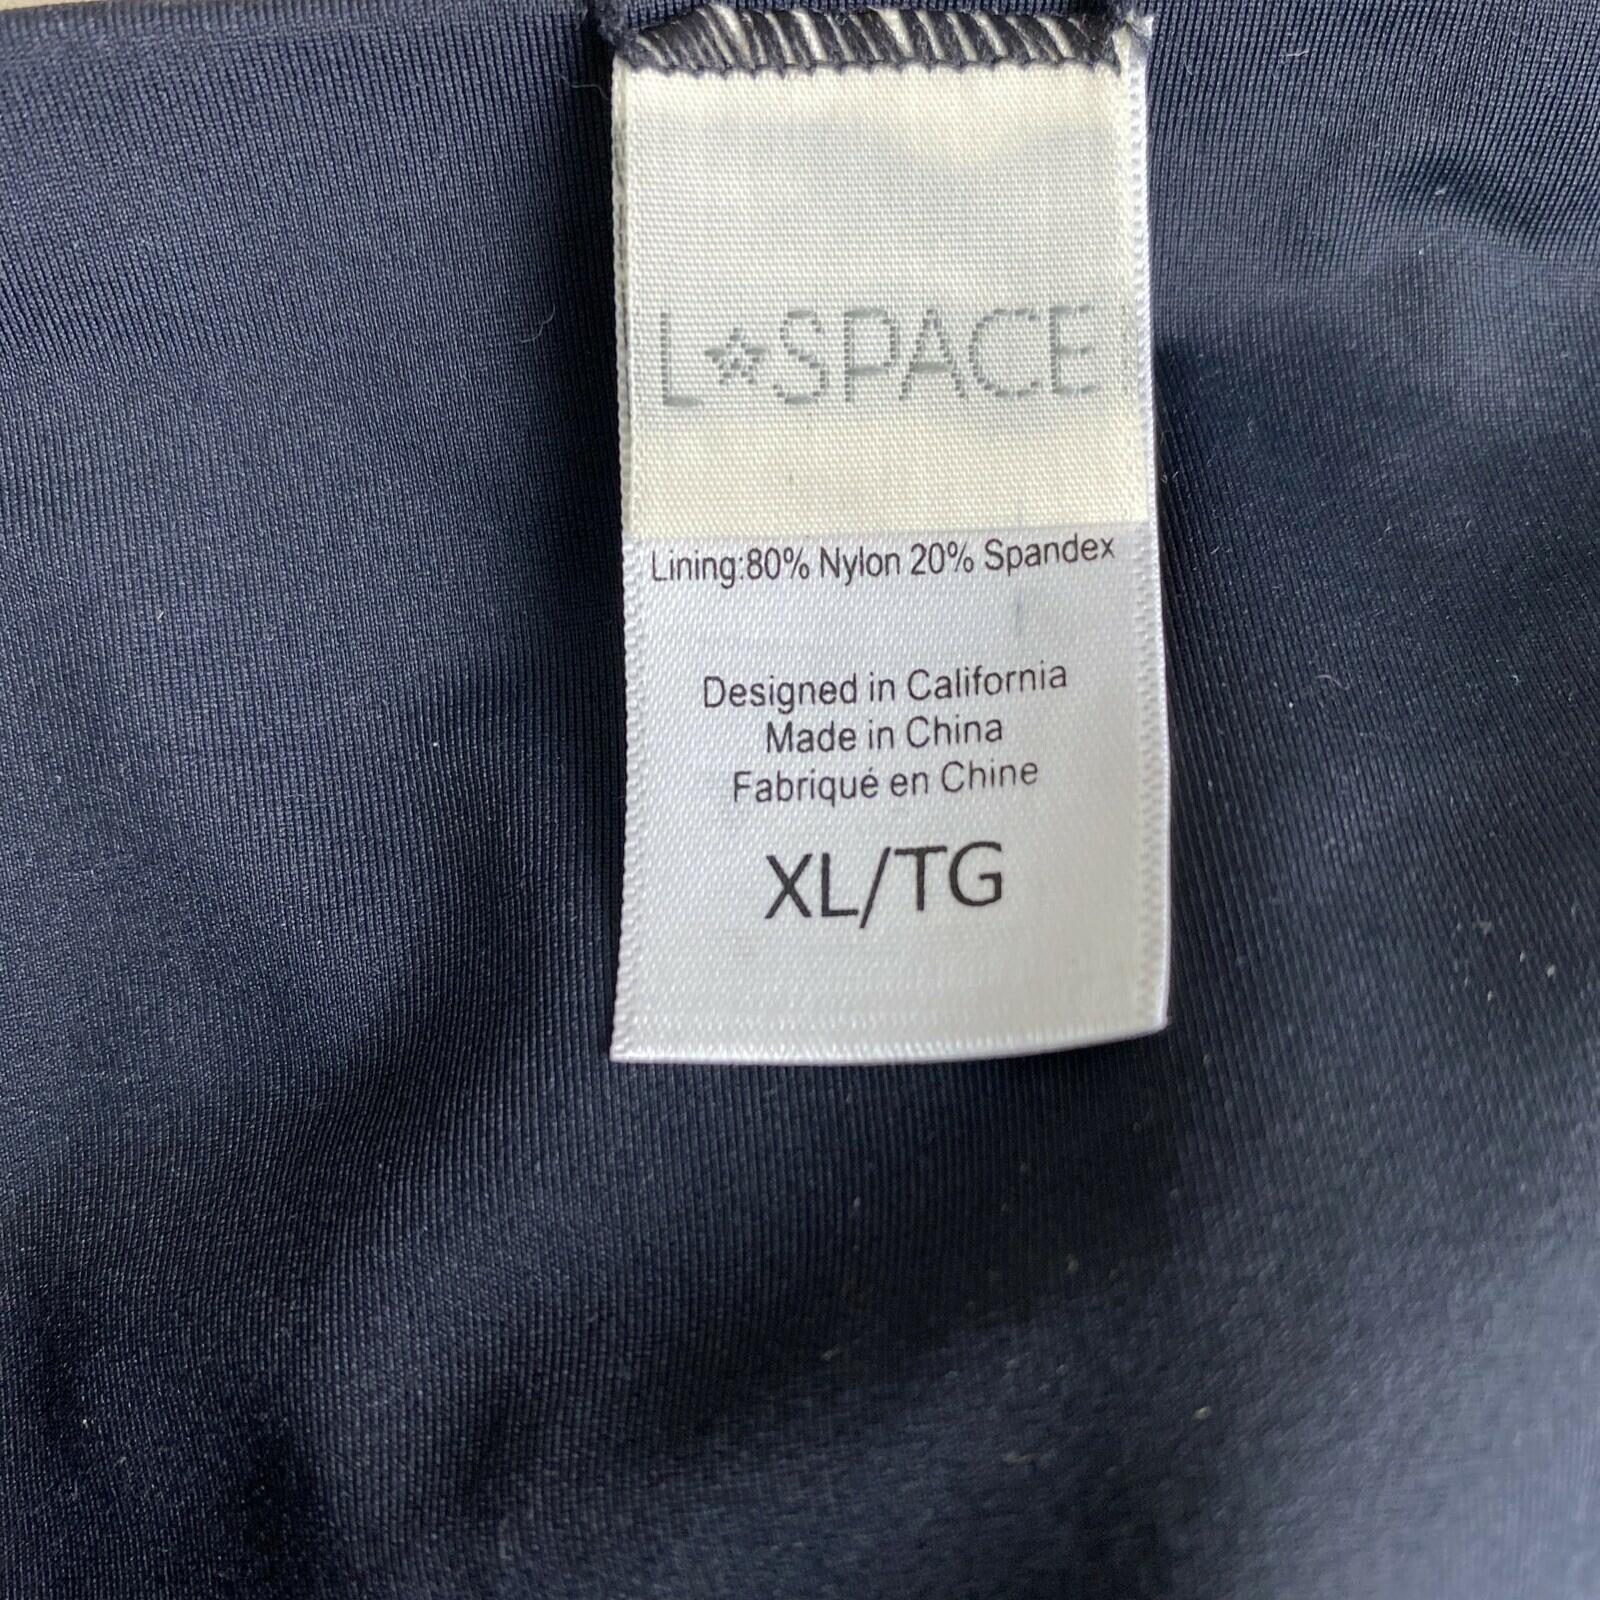 L☆SPACE
Lining:80% Nylon 20% Spandex
Designed in California
Made in China
Fabriqué en Chine
XL/TG